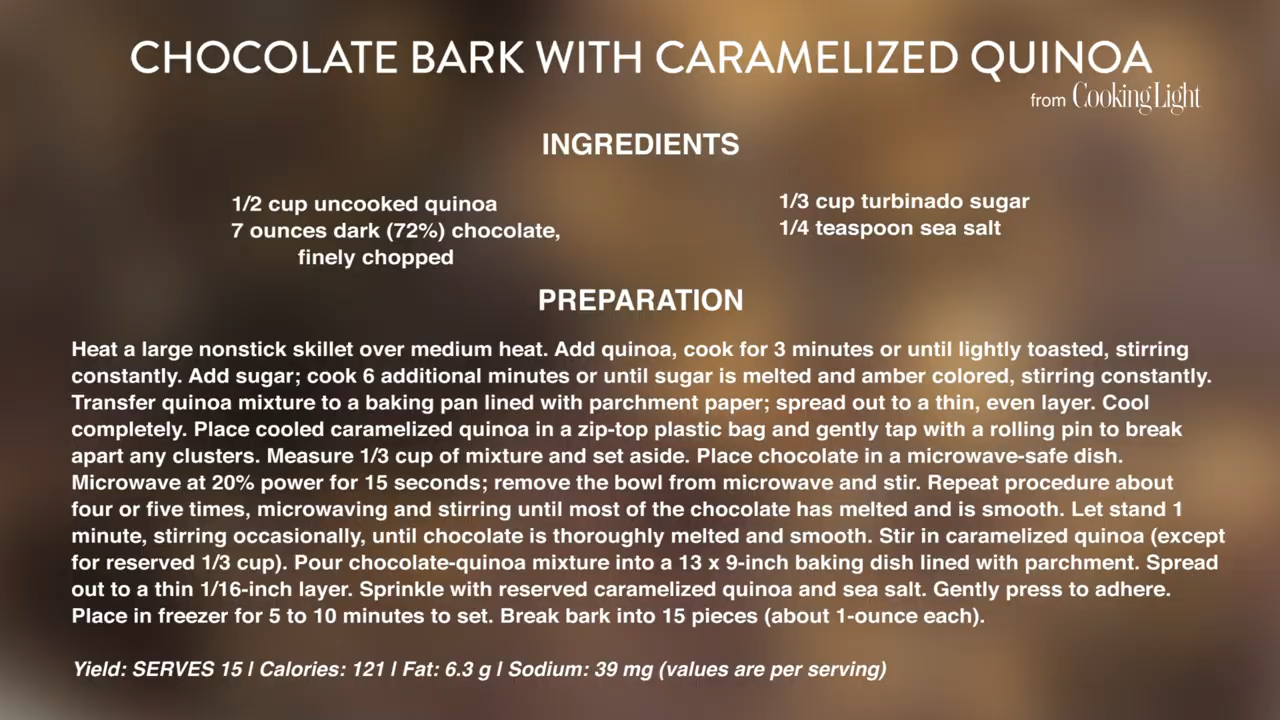 CHOCOLATE BARK WITH CARAMELIZED QUINOA
from CookingLight
INGREDIENTS
1/2 cup uncooked quinoa
7 ounces dark (72%) chocolate,
finely chopped
1/3 cup turbinado sugar
1/4 teaspoon sea salt
PREPARATION
Heat a large nonstick skillet over medium heat. Add quinoa, cook for 3 minutes or until lightly toasted, stirring
constantly. Add sugar; cook 6 additional minutes or until sugar is melted and amber colored, stirring constantly.
Transfer quinoa mixture to a baking pan lined with parchment paper; spread out to a thin, even layer. Cool
completely. Place cooled caramelized quinoa in a zip-top plastic bag and gently tap with a rolling pin to break
apart any clusters. Measure 1/3 cup of mixture and set aside. Place chocolate in a microwave-safe dish.
Microwave at 20% power for 15 seconds; remove the bowl from microwave and stir. Repeat procedure about
four or five times, microwaving and stirring until most of the chocolate has melted and is smooth. Let stand 1
minute, stirring occasionally, until chocolate is thoroughly melted and smooth. Stir in caramelized quinoa (except
for reserved 1/3 cup). Pour chocolate-quinoa mixture into a 13 x 9-inch baking dish lined with parchment. Spread
out to a thin 1/16-inch layer. Sprinkle with reserved caramelized quinoa and sea salt. Gently press to adhere.
Place in freezer for 5 to 10 minutes to set. Break bark into 15 pieces (about 1-ounce each).
Yield: SERVES 15 | Calories: 121 | Fat: 6.3 g | Sodium: 39 mg (values are per serving)